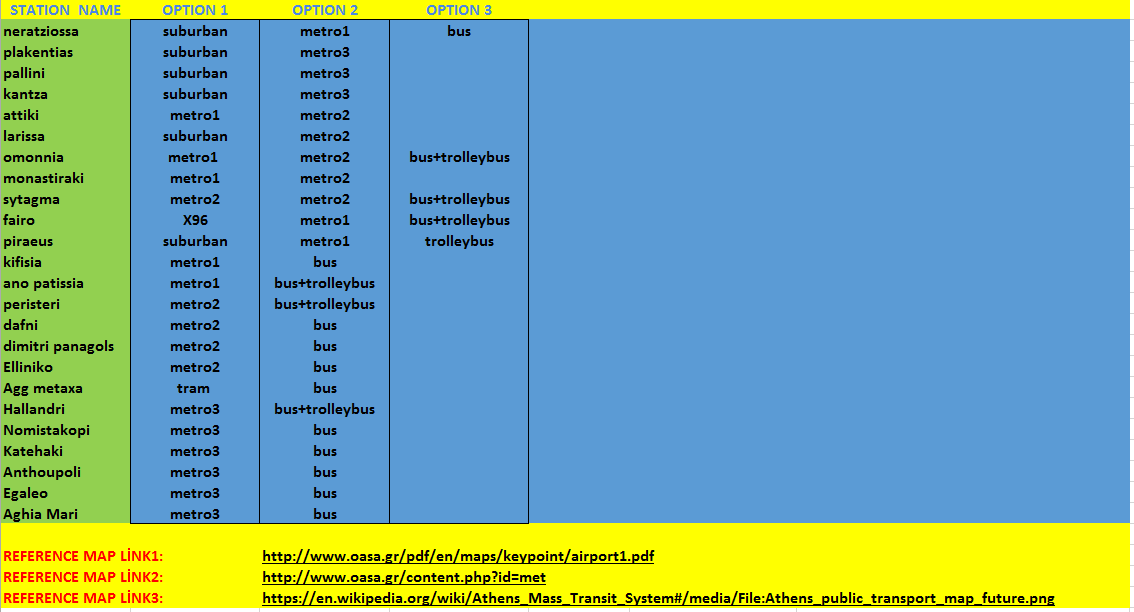 STATION NAME OPTION 1 OPTION 2 OPTION 3
neratziossa suburban metro1 bus
plakentias suburban metro3
pallini suburban metro3
kantza suburban metro3
attiki metro1 metro2
larissa suburban metro2
omonnia metro1 metro2 bus+trolleybus
monastiraki metro1 metro2
sytagma metro2 metro2 bus+trolleybus
fairo X96 metro1 bus+trolleybus
piraeus suburban metro1 trolleybus
kifisia metro1 bus
ano patissia metro1 bus+trolleybus
peristeri metro2 bus+trolleybus
dafni metro2 bus
dimitri panagols metro2 bus
Elliniko metro2 bus
Agg metaxa tram bus
Hallandri metro3 bus+trolleybus
Nomistakopi metro3 bus
Katehaki metro3 bus
Anthoupoli metro3 bus
Egaleo metro3 bus
Aghia Mari metro3 bus
REFERENCE MAP LİNK1: http://www.oasa.gr/pdf/en/maps/keypoint/airport1.pdf
REFERENCE MAP LİNK2: http://www.oasa.gr/content.php?id=met
REFERENCE MAP LİNK3: https://en.wikipedia.org/wiki/Athens_Mass_Transit_System#/media/File:Athens_public_transport_map_future.png